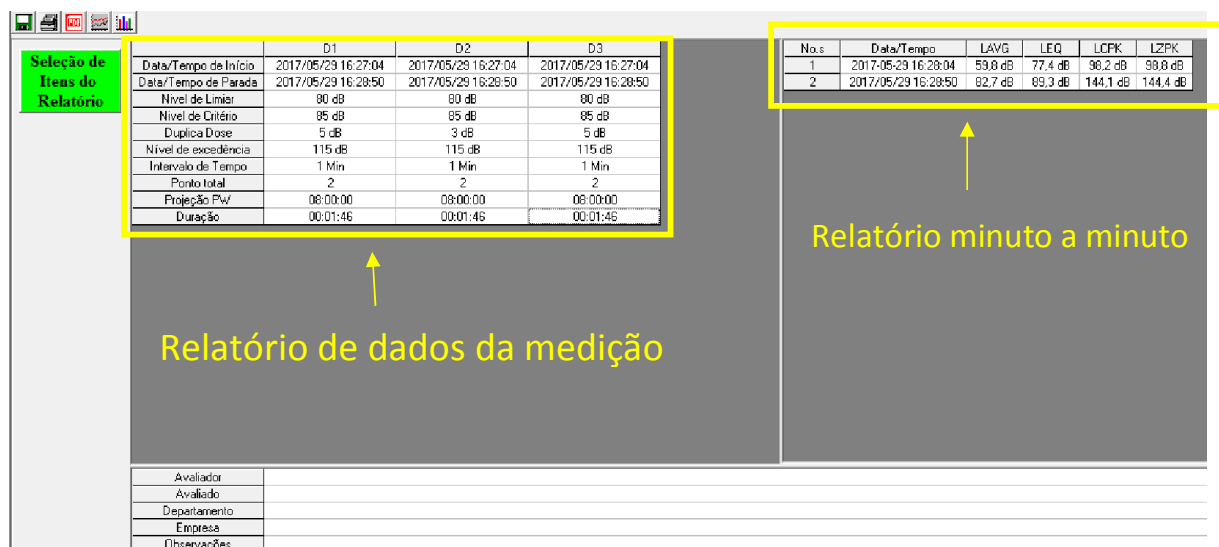 Seleção de
Itens do
Relatório
D1 D2 D3
Data/Tempo de Início 2017/05/29 16:27:04 2017/05/29 16:27:04 2017/05/29 16:27:04
Data/Tempo de Parada 2017/05/29 16:28:50 2017/05/29 16:28:50 2017/05/29 16:28:50
Nivel de Limiar 80 dB 80 dB 80 dB
Nivel de Critério 85 dB 85 dB 85 dB
Duplica Dose 5 dB 3 dB 5 dB
Nível de excedência 115 dB 115 dB 115 dB
Intervalo de Tempo 1 Min 1 Min 1 Min
Ponto total 2 2 2
Projeção PW 08:00:00 08:00:00 08:00:00
Duração 00:01:46 00:01:46 00:01:46
No.s Data/Tempo LAVG LEQ LCPK LZPK
1 2017-05-29 16:28:04 59,8 dB 77,4 dB 98,2 dB 98,8 dB
2 2017/05/29 16:28:50 82,7 dB 89,3 dB 144,1 dB 144,4 dB
Relatório minuto a minuto
Relatório de dados da medição
Avaliador
Avaliado
Departamento
Empresa
Observações